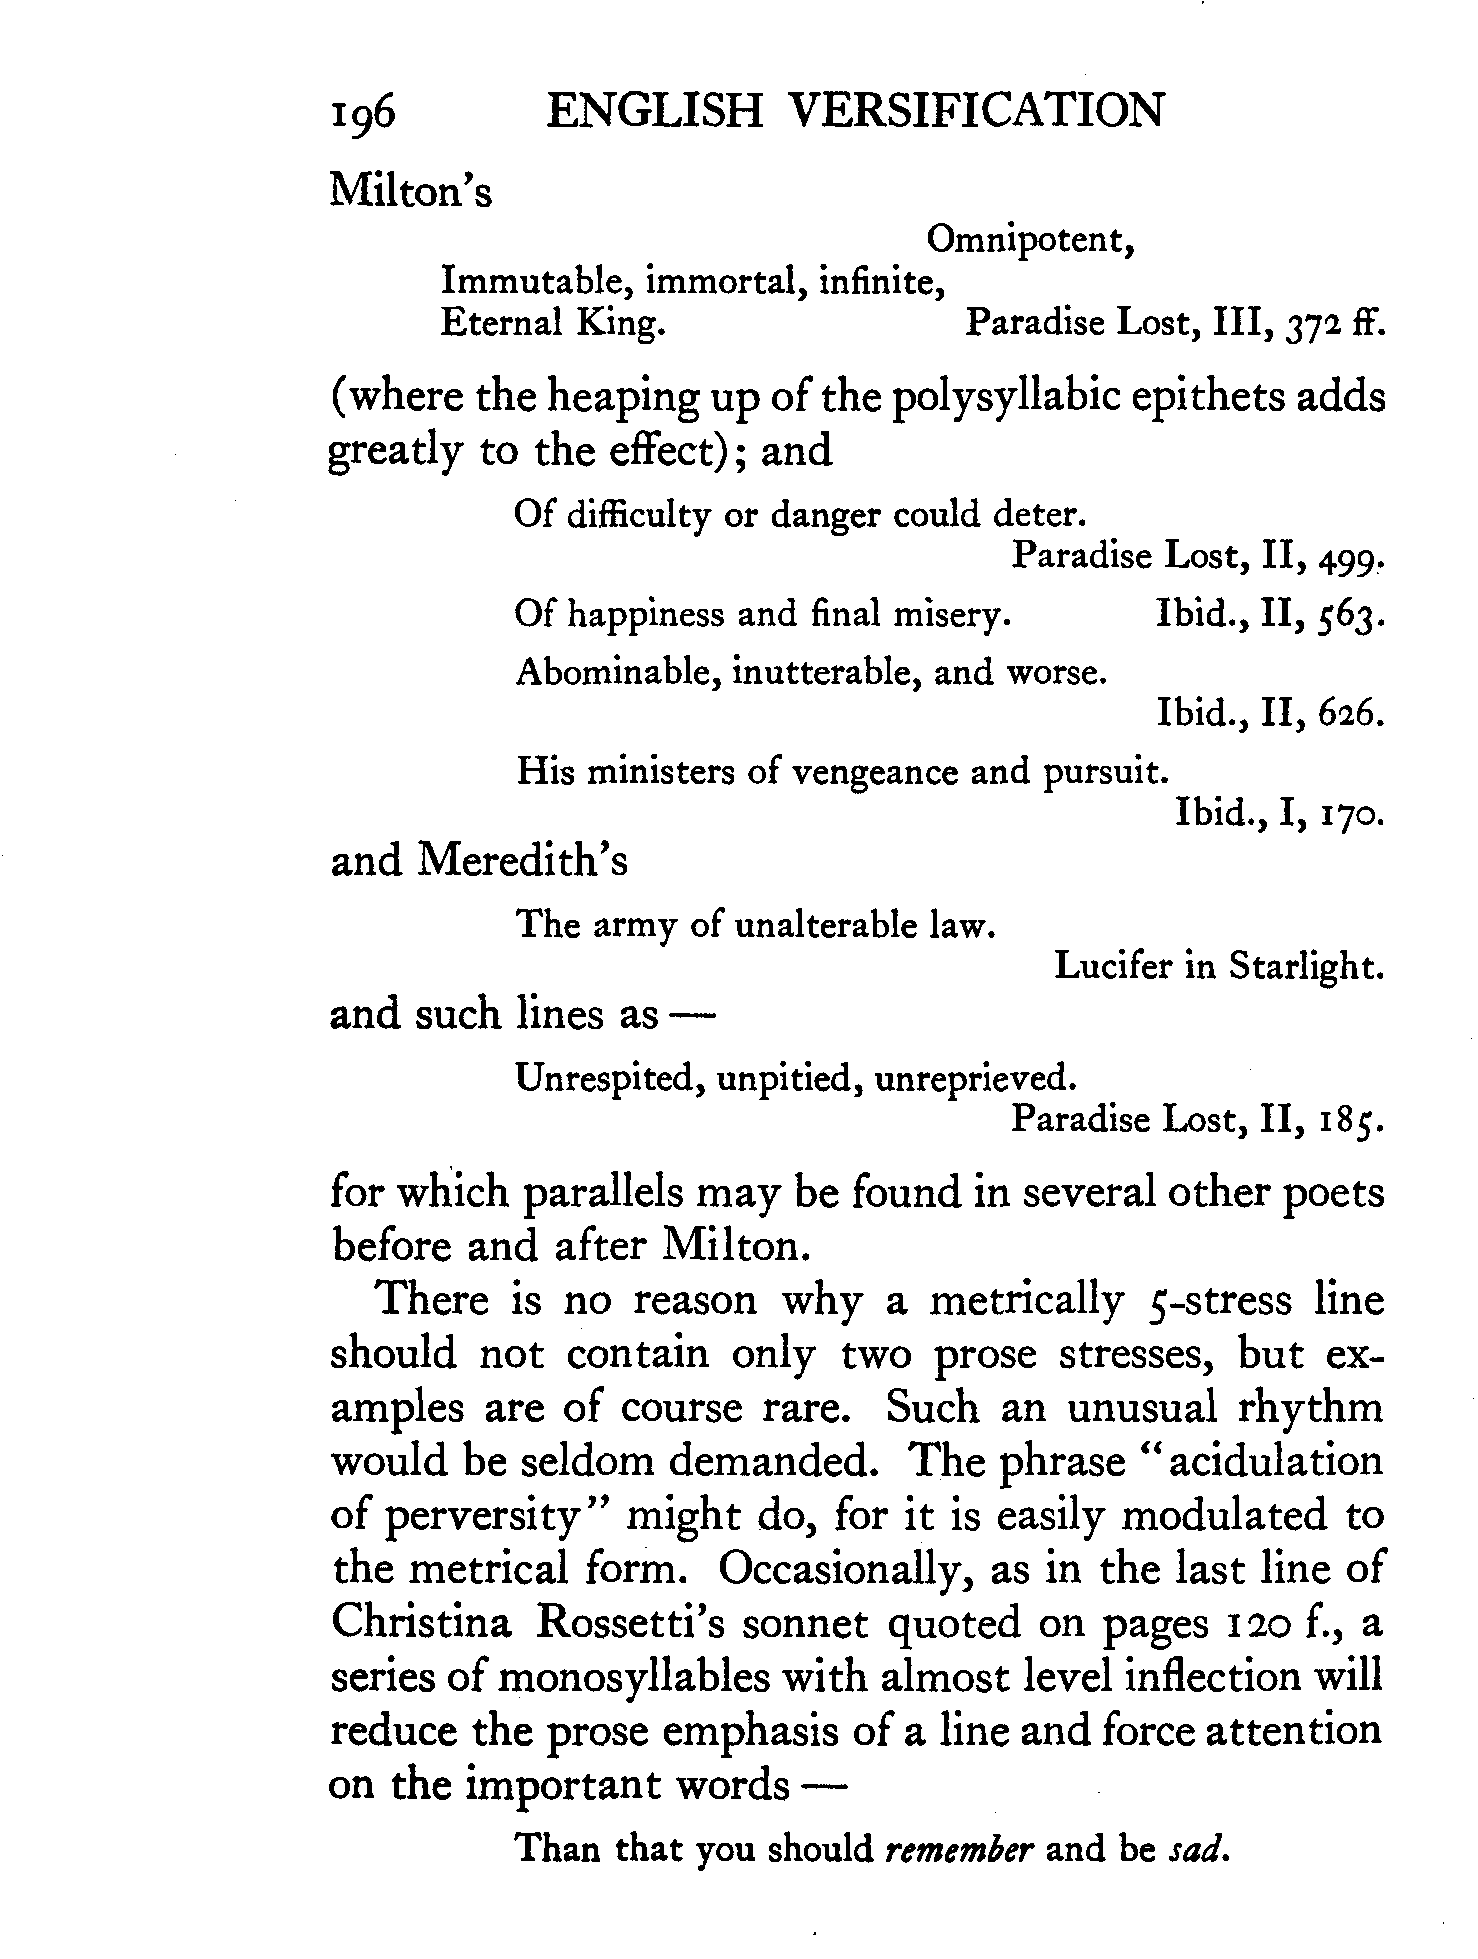 196 ENGLISH VERSIFICATION
Milton's
Omnipotent,
Immutable, immortal, infinite,
Eternal King. Paradise Lost, III, 372 ff.
(where the heaping up of the polysyllabic epithets adds
greatly to the effect); and
Of difficulty or danger could deter.
Paradise Lost, II, 499.
Of happiness and final misery. Ibid., II, 563.
Abominable, inutterable, and worse.
Ibid., II, 626.
His ministers of vengeance and pursuit.
Ibid., I, 170.
and Meredith's
The army of unalterable law.
Lucifer in Starlight.
and such lines as —
Unrespited, unpitied, unreprieved.
Paradise Lost, II, 185.
for which parallels may be found in several other poets
before and after Milton.
There is no reason why a metrically 5-stress line
should not contain only two prose stresses, but ex-
amples are of course rare. Such an unusual rhythm
would be seldom demanded. The phrase “acidulation
of perversity” might do, for it is easily modulated to
the metrical form. Occasionally, as in the last line of
Christina Rossetti's sonnet quoted on pages 120 f., a
series of monosyllables with almost level inflection will
reduce the prose emphasis of a line and force attention
on the important words —
Than that you should remember and be sad.